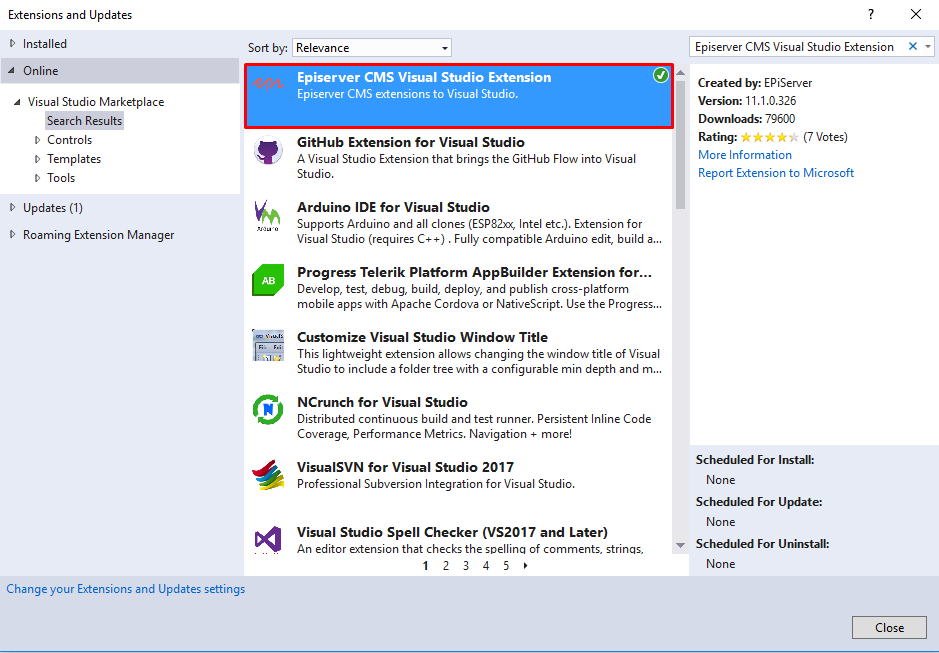 Extensions and Updates
?
Installed
Online
Visual Studio Marketplace
Search Results
Controls
Templates
Tools
Updates (1)
Roaming Extension Manager
Sort by: Relevance
Episerver CMS Visual Studio Extension
Episerver CMS extensions to Visual Studio.
GitHub Extension for Visual Studio
A Visual Studio Extension that brings the GitHub Flow into Visual
Studio.
Arduino
Arduino IDE for Visual Studio
Supports Arduino and all clones (ESP82xx, Intel etc.). Extension for
Visual Studio (requires C++) . Fully compatible Arduino edit, build a...
AB
Progress Telerik Platform AppBuilder Extension for...
Develop, test, debug, build, deploy, and publish cross-platform
mobile apps with Apache Cordova or NativeScript. Use the Progress...
Customize Visual Studio Window Title
This lightweight extension allows changing the window title of Visual
Studio to include a folder tree with a configurable min depth and m...
N
NCrunch for Visual Studio
Distributed continuous build and test runner. Persistent Inline Code
Coverage, Performance Metrics. Navigation + more!
VisualSVN for Visual Studio 2017
Professional Subversion Integration for Visual Studio.
Visual Studio Spell Checker (VS2017 and Later)
An editor extension that checks the spelling of comments, strings,
1 2 3 4 5
Episerver CMS Visual Studio Extension
Created by: EPiServer
Version: 11.1.0.326
Downloads: 79600
Rating: (7 Votes)
More Information
Report Extension to Microsoft
Scheduled For Install:
None
Scheduled For Update:
None
Scheduled For Uninstall:
None
Change your Extensions and Updates settings
Close